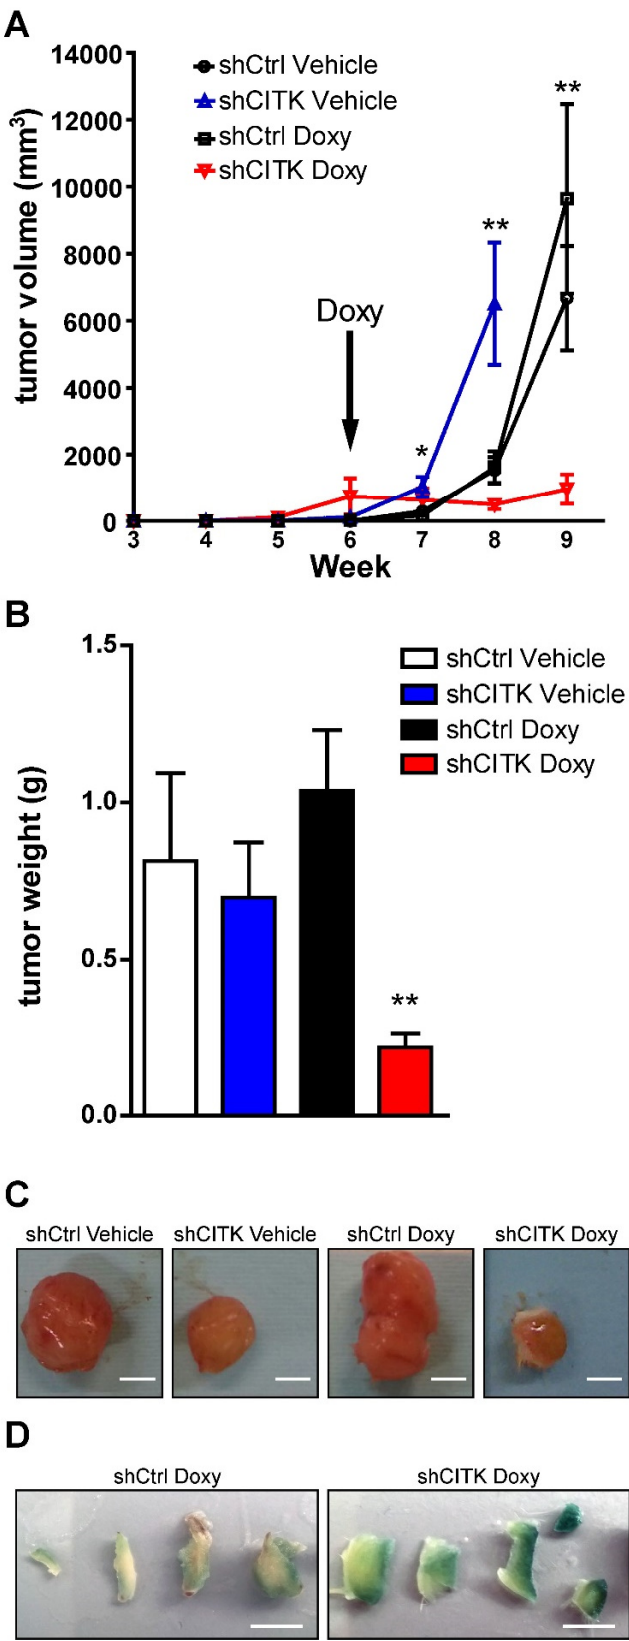 A
14000
12000
10000
8000
6000
4000
2000
0
tumor volume (mm³)
shCtrl Vehicle
shCITK Vehicle
shCtrl Doxy
shCITK Doxy
**
**
Doxy
*
3 4 5 6 7 8 9
Week
B
1.5
1.0
0.5
0.0
tumor weight (g)
shCtrl Vehicle
shCITK Vehicle
shCtrl Doxy
shCITK Doxy
**
C
shCtrl Vehicle shCITK Vehicle shCtrl Doxy shCITK Doxy
D
shCtrl Doxy shCITK Doxy